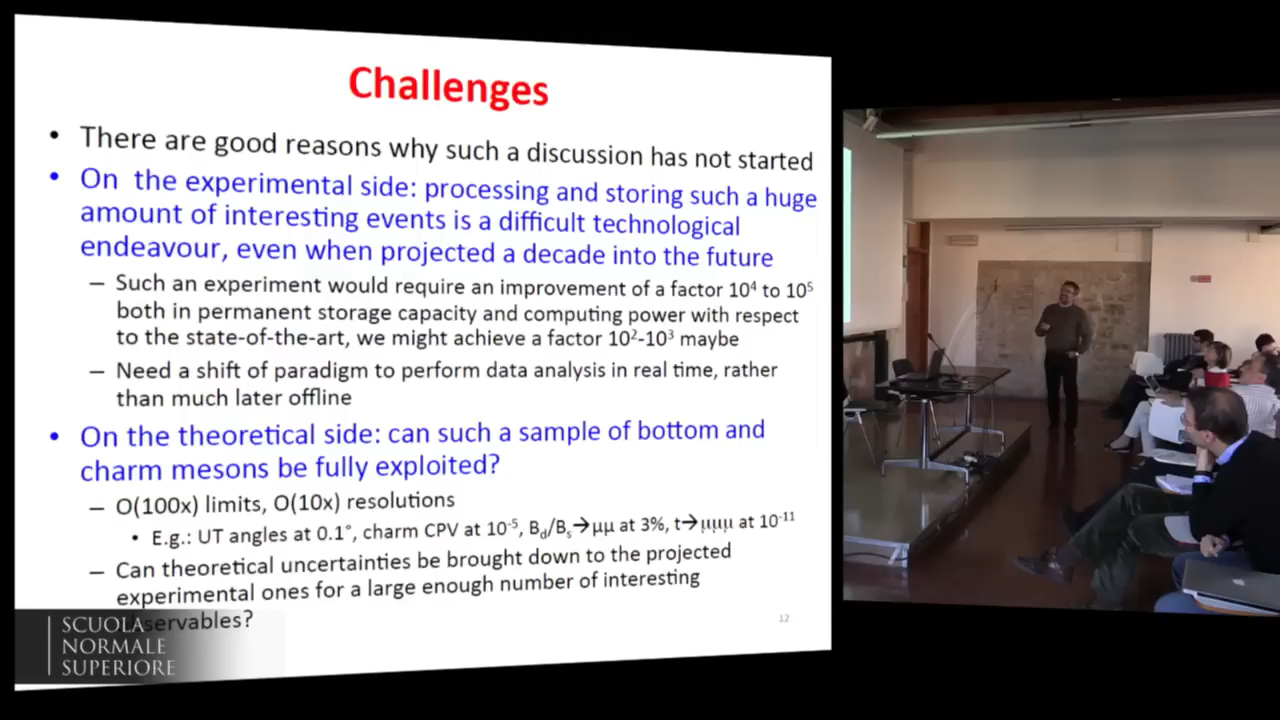 Challenges
• There are good reasons why such a discussion has not started
• On the experimental side: processing and storing such a huge
amount of interesting events is a difficult technological
endeavour, even when projected a decade into the future
– Such an experiment would require an improvement of a factor 10⁴ to 10⁵
both in permanent storage capacity and computing power with respect
to the state-of-the-art, we might achieve a factor 10²-10³ maybe
– Need a shift of paradigm to perform data analysis in real time, rather
than much later offline
• On the theoretical side: can such a sample of bottom and
charm mesons be fully exploited?
– O(100x) limits, O(10x) resolutions
• E.g.: UT angles at 0.1°, charm CPV at 10⁻⁵, B_d/B_s→μμ at 3%, t→μμμ at 10⁻¹¹
– Can theoretical uncertainties be brought down to the projected
experimental ones for a large enough number of interesting
servables?
12
SCUOLA
NORMALE
SUPERIORE